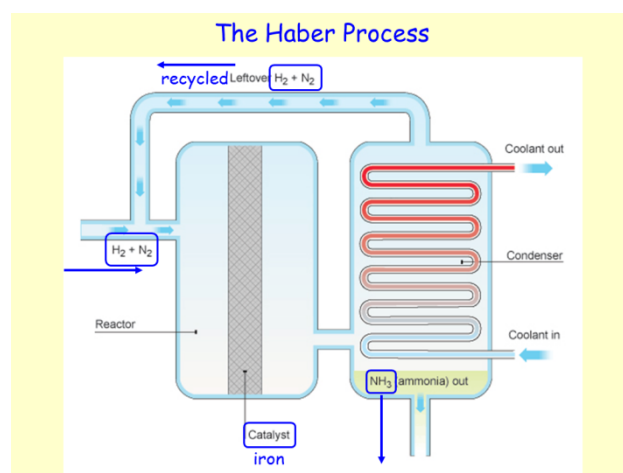 The Haber Process
recycled Leftover H₂ + N₂
Coolant out
H₂ + N₂
Condenser
Reactor
Coolant in
NH₃ (ammonia) out
Catalyst
iron